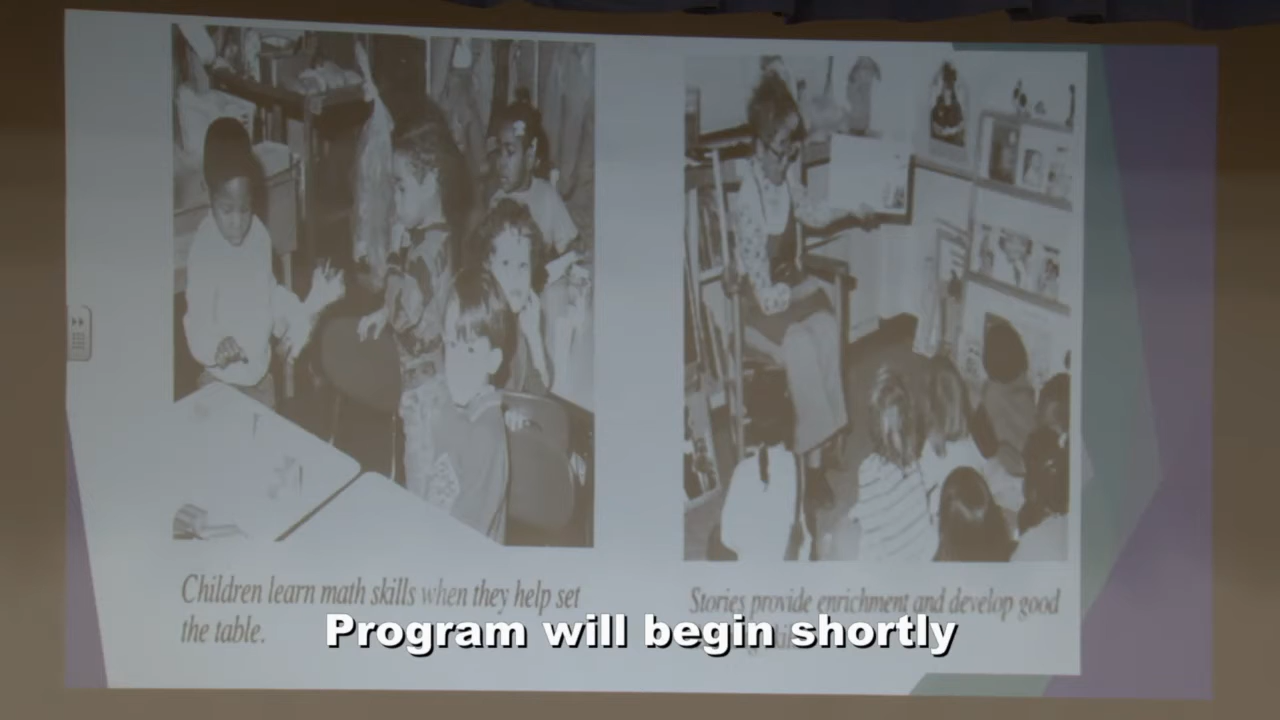 Children learn math skills when they help set
the table.
Stories provide enrichment and develop good
Program will begin shortly